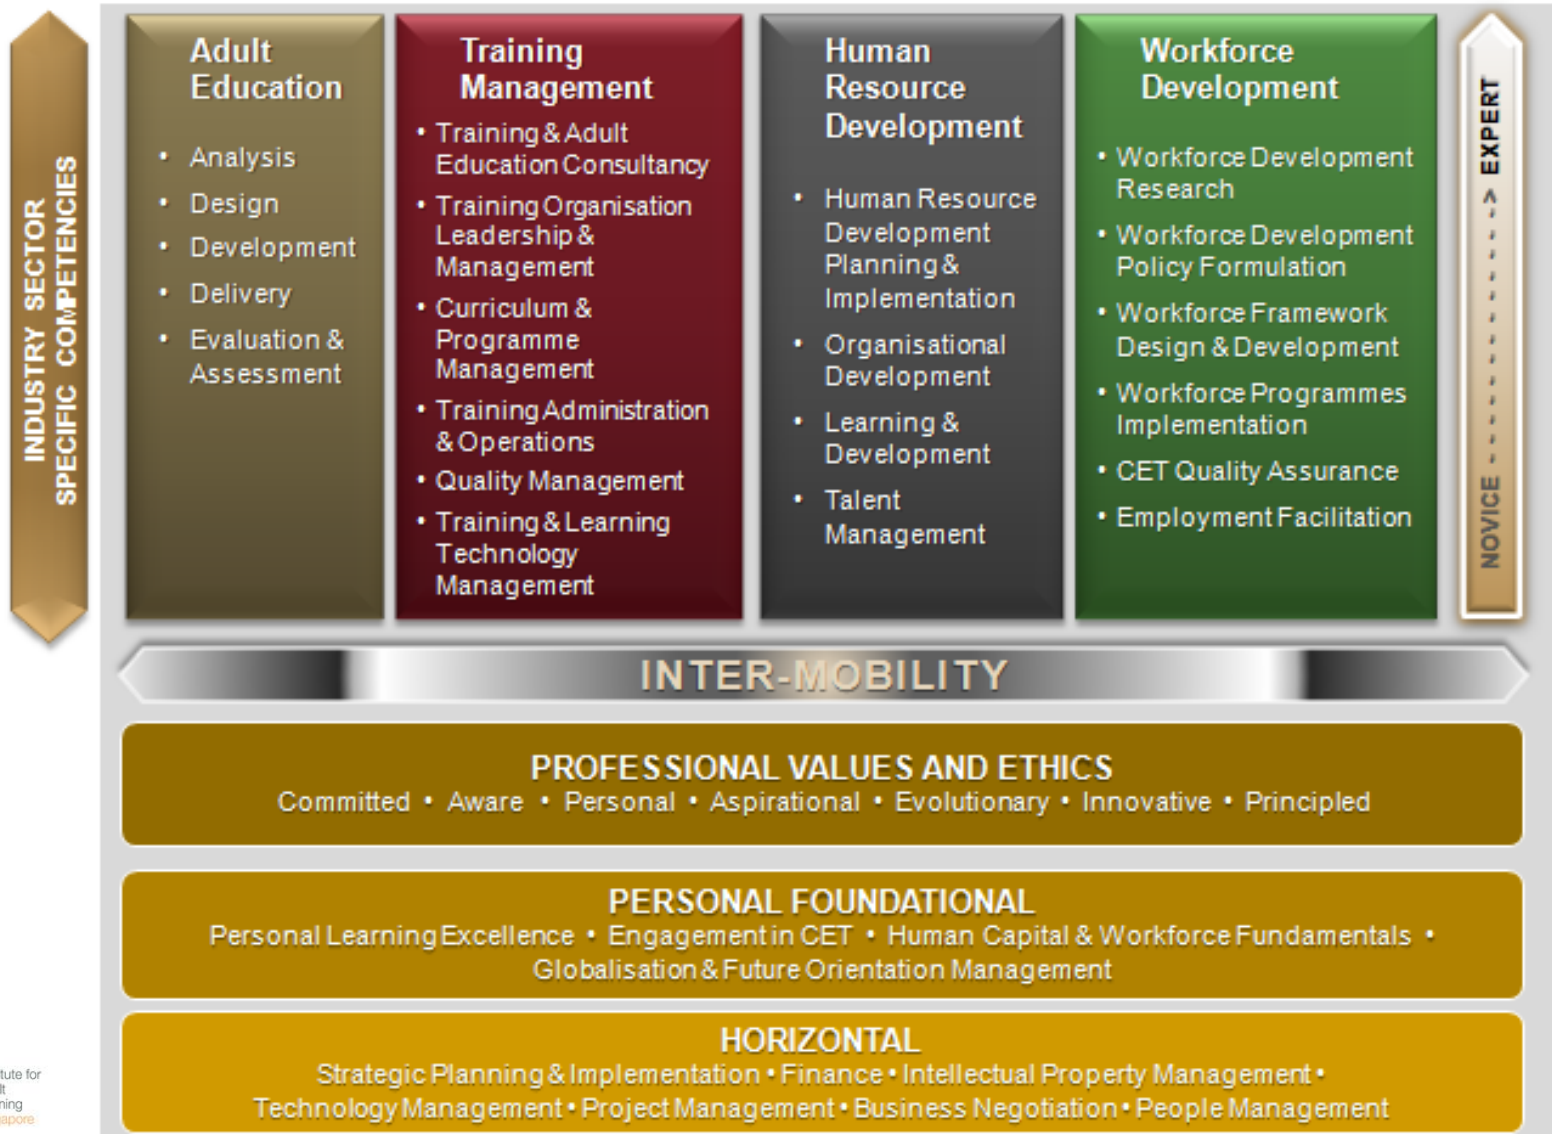 INDUSTRY SECTOR
SPECIFIC COMPETENCIES
Adult
Education
• Analysis
• Design
• Development
• Delivery
• Evaluation &
Assessment
Training
Management
• Training & Adult
Education Consultancy
• Training Organisation
Leadership &
Management
• Curriculum &
Programme
Management
• Training Administration
& Operations
• Quality Management
• Training & Learning
Technology
Management
Human
Resource
Development
• Human Resource
Development
Planning &
Implementation
• Organisational
Development
• Learning &
Development
• Talent
Management
Workforce
Development
• Workforce Development
Research
• Workforce Development
Policy Formulation
• Workforce Framework
Design & Development
• Workforce Programmes
Implementation
• CET Quality Assurance
• Employment Facilitation
NOVICE - - - - - - - - - -> EXPERT
INTER-MOBILITY
PROFESSIONAL VALUES AND ETHICS
Committed • Aware • Personal • Aspirational • Evolutionary • Innovative • Principled
PERSONAL FOUNDATIONAL
Personal Learning Excellence • Engagement in CET • Human Capital & Workforce Fundamentals •
Globalisation & Future Orientation Management
HORIZONTAL
Strategic Planning & Implementation • Finance • Intellectual Property Management •
Technology Management • Project Management • Business Negotiation • People Management
tute for
lt
ning
gapore